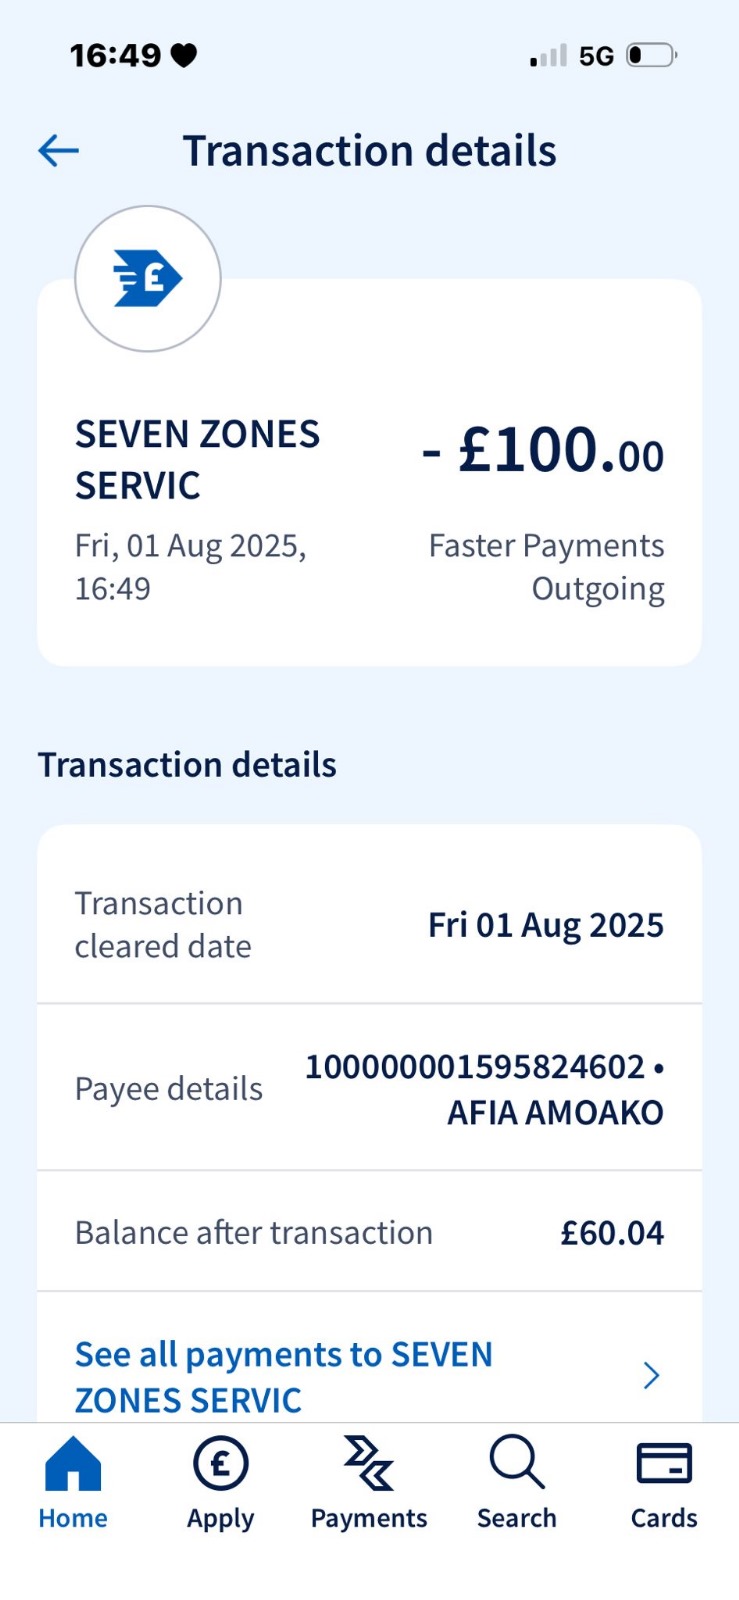 16:49
5G
Transaction details
£
SEVEN ZONES
SERVIC
- £100.00
Fri, 01 Aug 2025,
16:49
Faster Payments
Outgoing
Transaction details
Transaction
cleared date
Fri 01 Aug 2025
Payee details
100000001595824602 •
AFIA AMOAKO
Balance after transaction
£60.04
See all payments to SEVEN
ZONES SERVIC
£
Home
Apply
Payments
Search
Cards